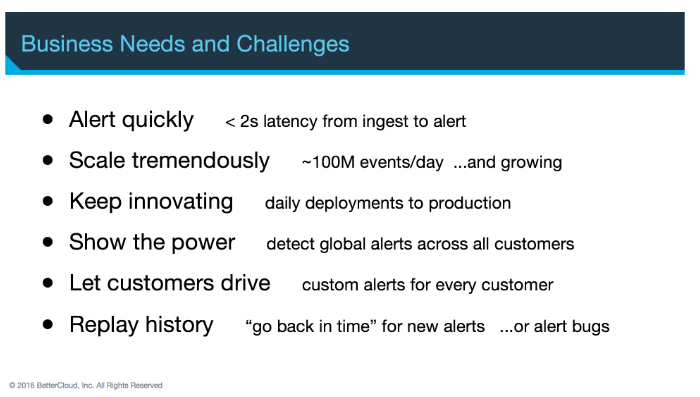 Business Needs and Challenges
● Alert quickly < 2s latency from ingest to alert
● Scale tremendously ~100M events/day ...and growing
● Keep innovating daily deployments to production
● Show the power detect global alerts across all customers
● Let customers drive custom alerts for every customer
● Replay history “go back in time” for new alerts ...or alert bugs
© 2016 BetterCloud, Inc. All Rights Reserved